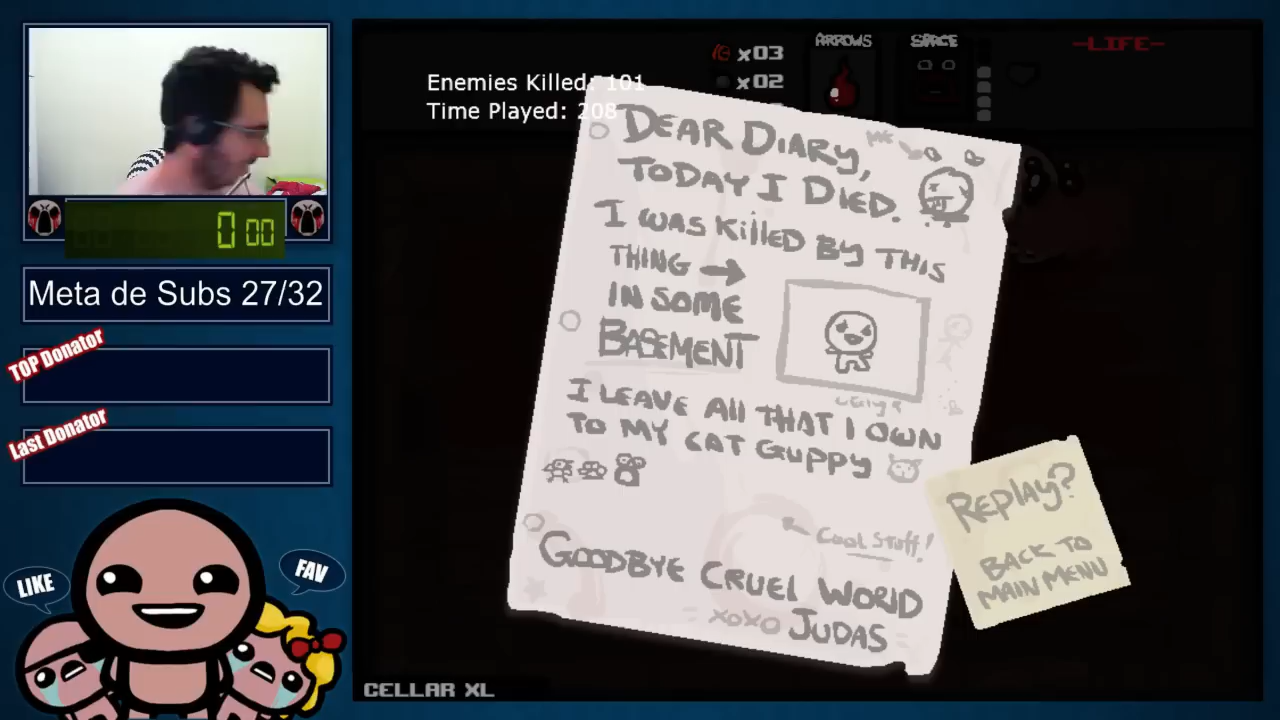 ARROWS
SPACE
-LIFE-
x03
x02
Enemies Killed: 101
Time Played: 208
0 00
Meta de Subs 27/32
TOP Donator
Last Donator
LIKE
FAV
DEAR DIARY,
TODAY I DIED.
I WAS KILLED BY THIS
THING →
IN SOME
BASEMENT
I LEAVE ALL THAT I OWN
TO MY CAT GUPPY
COOL STUFF!
GOODBYE CRUEL WORLD
XOXO JUDAS
REPLAY?
BACK TO
MAIN MENU
CELLAR XL